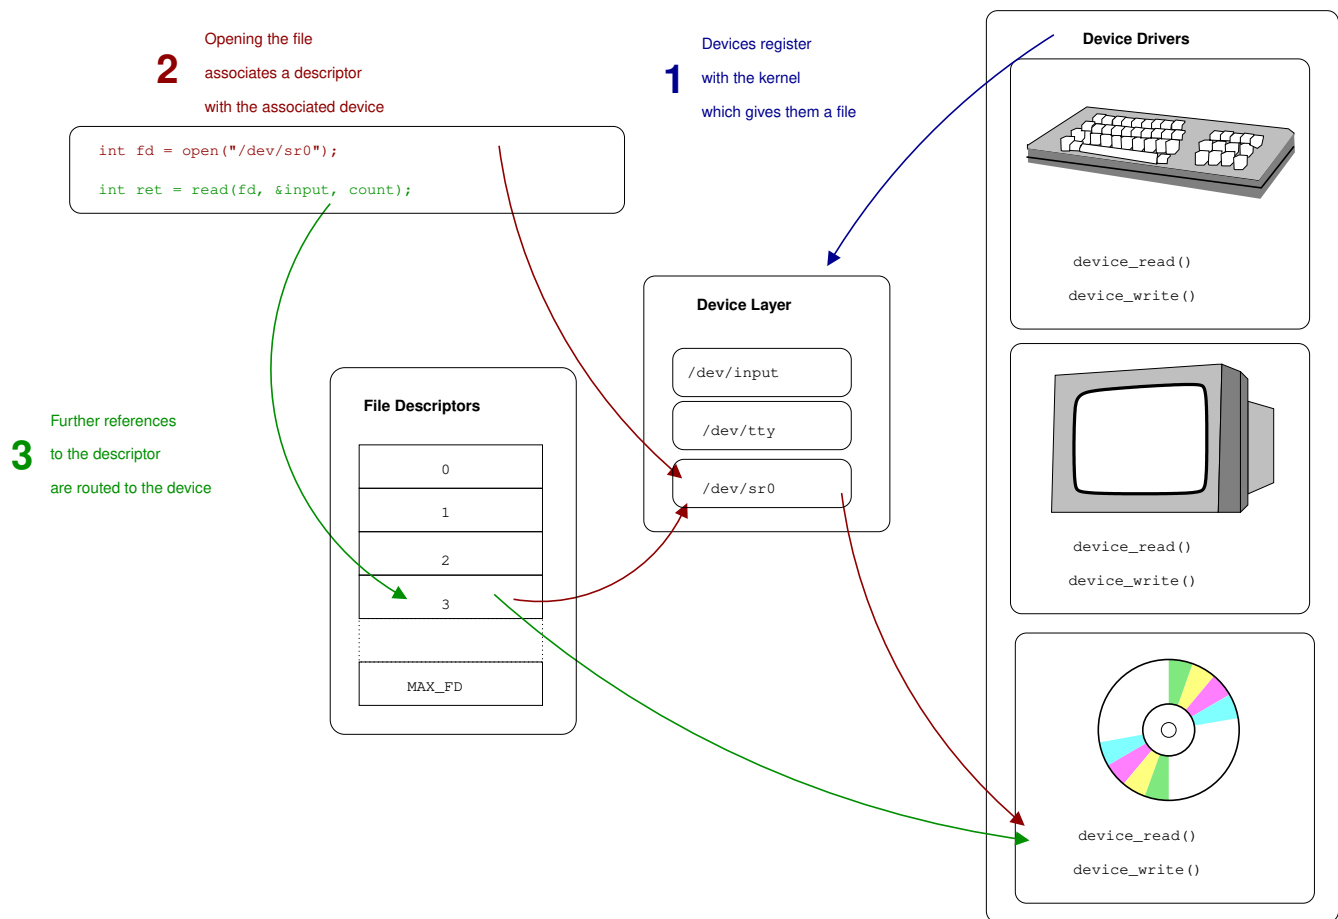 2
Opening the file
associates a descriptor
with the associated device
1
Devices register
with the kernel
which gives them a file
int fd = open("/dev/sr0");
int ret = read(fd, &input, count);
3
Further references
to the descriptor
are routed to the device
File Descriptors
0
1
2
3
MAX_FD
Device Layer
/dev/input
/dev/tty
/dev/sr0
Device Drivers
device_read()
device_write()
device_read()
device_write()
device_read()
device_write()